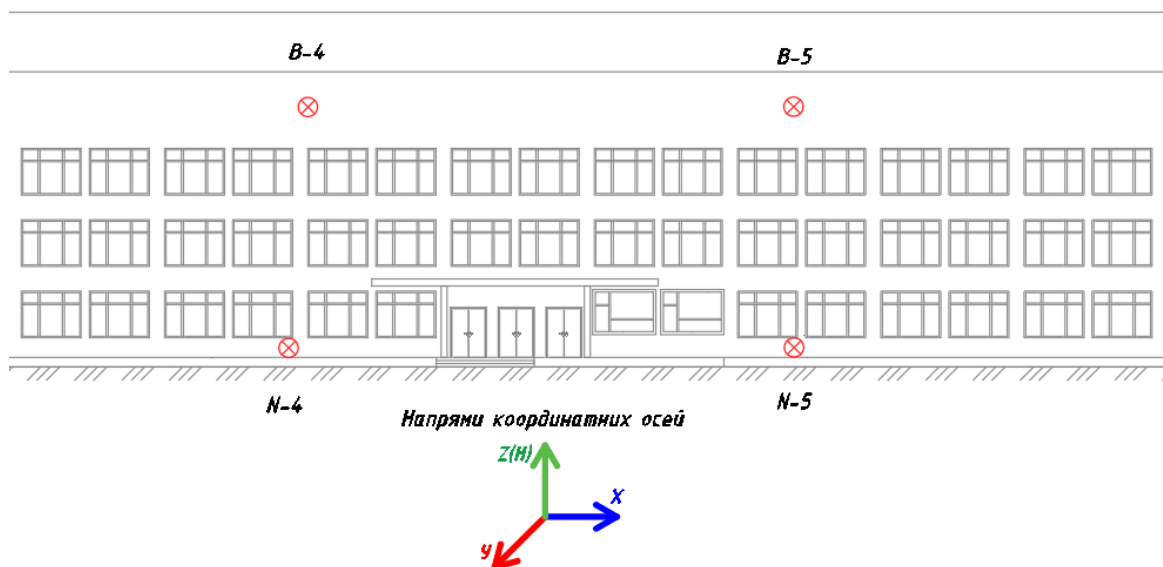 В-4
В-5
N-4
N-5
Напрями координатних осей
Z(H)
X
У